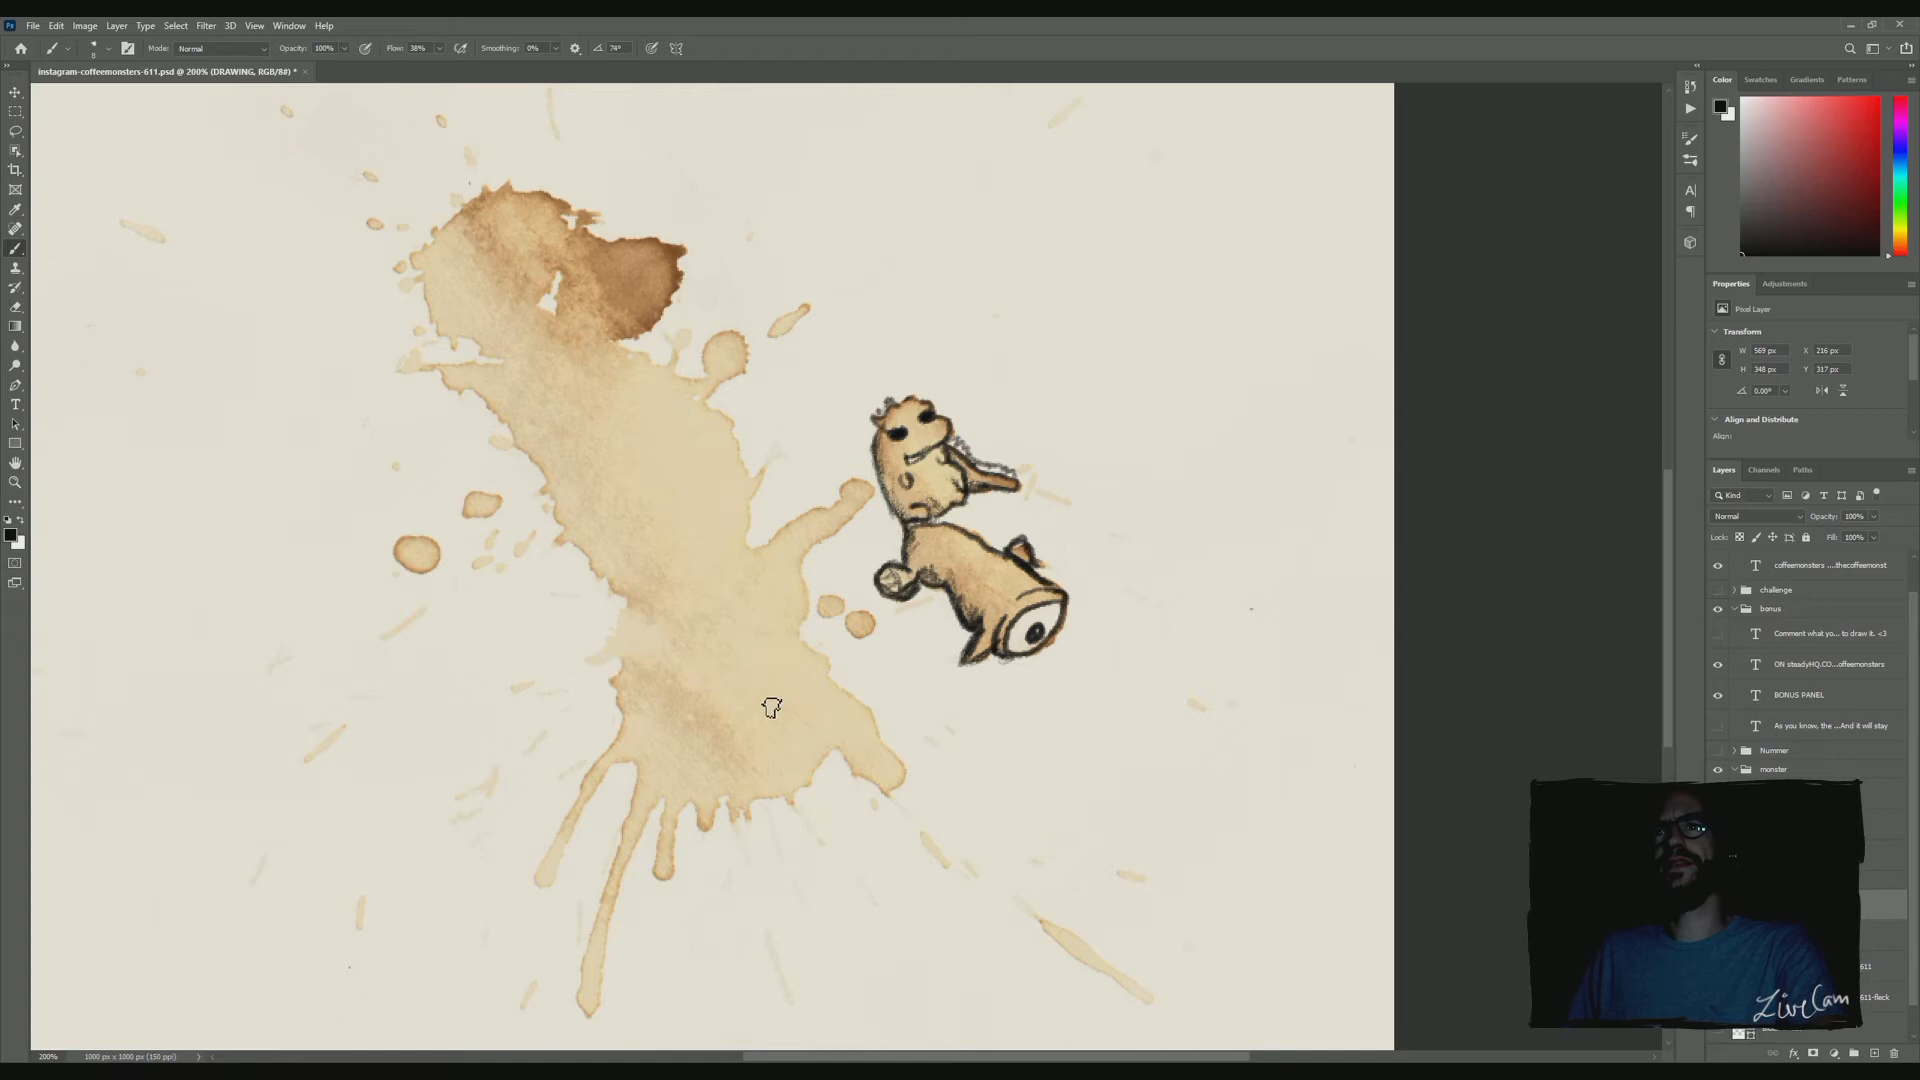 Ps File Edit Image Layer Type Select Filter 3D View Window Help
8 Mode: Normal Opacity: 100% Flow: 38% Smoothing: 0% 74°
instagram-coffeemonsters-611.psd @ 200% (DRAWING, RGB/8#) *
Color Swatches Gradients Patterns
Properties Adjustments
Pixel Layer
Transform
W 569 px X 216 px
H 348 px Y 317 px
0.00°
Align and Distribute
Align:
Layers Channels Paths
Kind
Normal Opacity: 100%
Lock: Fill: 100%
coffeemonsters ....thecoffeemonst
challenge
bonus
Comment what yo... to draw it. <3
ON steadyHQ.CO...offeemonsters
BONUS PANEL
As you know, the ...And it will stay
Nummer
monster
611
611-fleck
LiveCam
200% 1000 px x 1000 px (150 ppi)